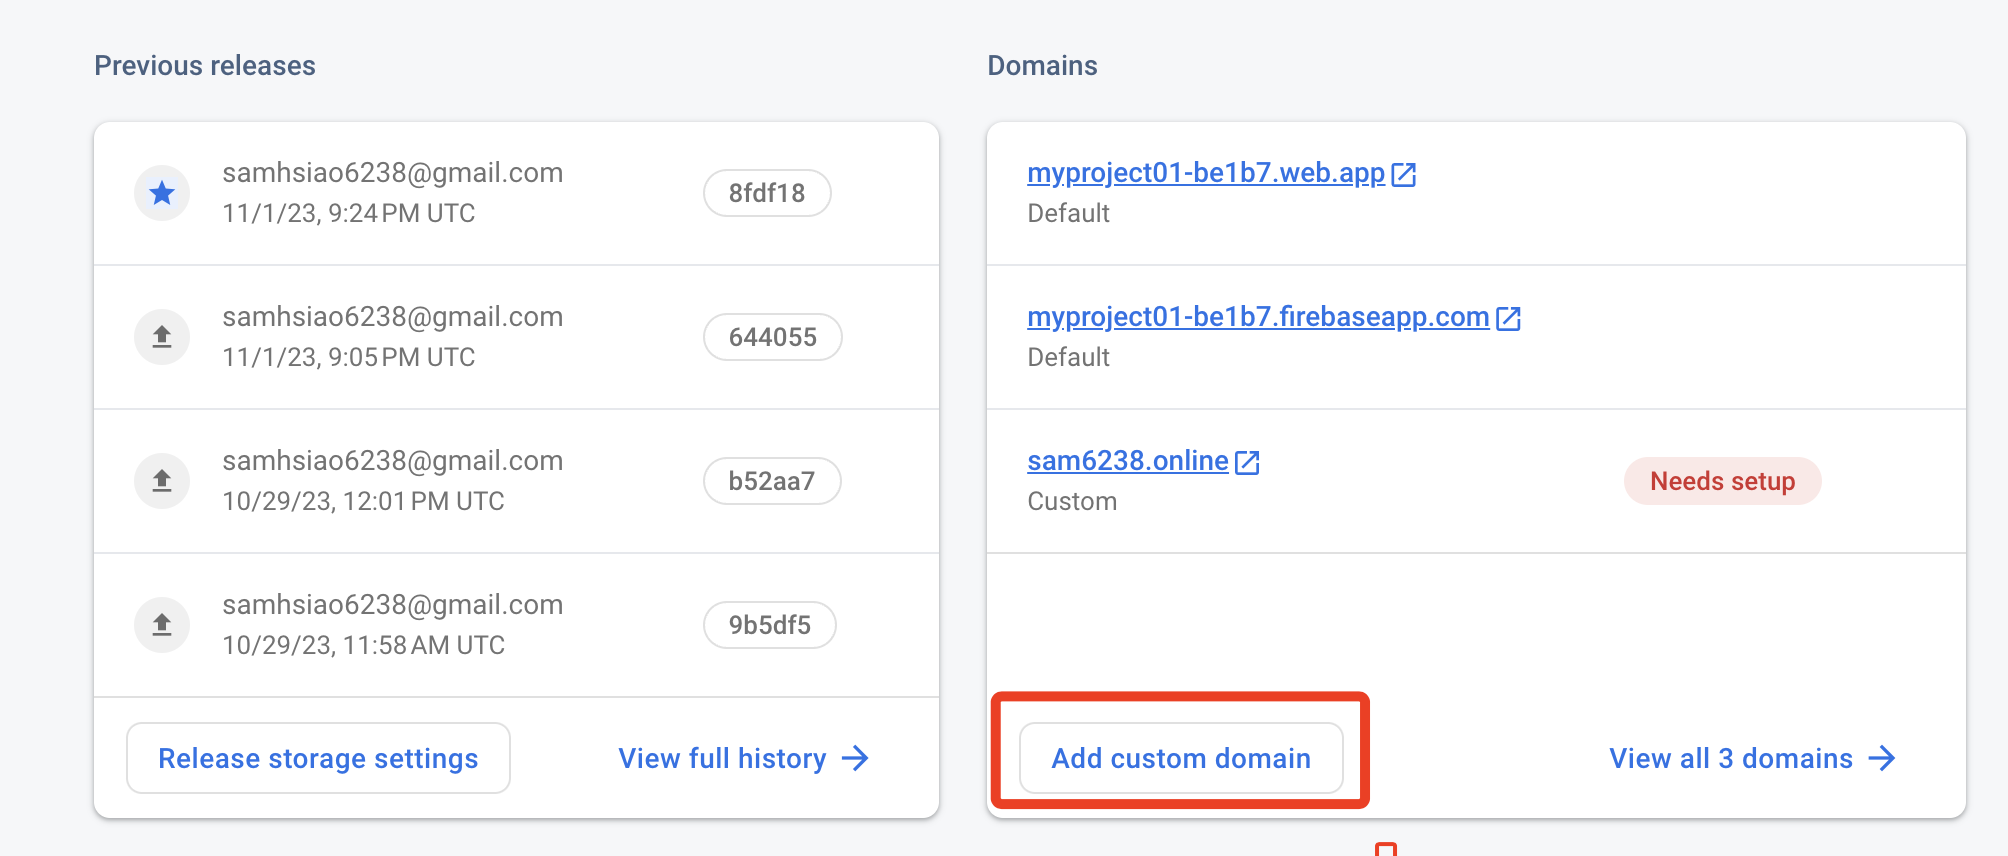 Previous releases
samhsiao6238@gmail.com
11/1/23, 9:24 PM UTC
8fdf18
samhsiao6238@gmail.com
11/1/23, 9:05 PM UTC
644055
samhsiao6238@gmail.com
10/29/23, 12:01 PM UTC
b52aa7
samhsiao6238@gmail.com
10/29/23, 11:58 AM UTC
9b5df5
Release storage settings
View full history
Domains
myproject01-be1b7.web.app
Default
myproject01-be1b7.firebaseapp.com
Default
sam6238.online
Custom
Needs setup
Add custom domain
View all 3 domains